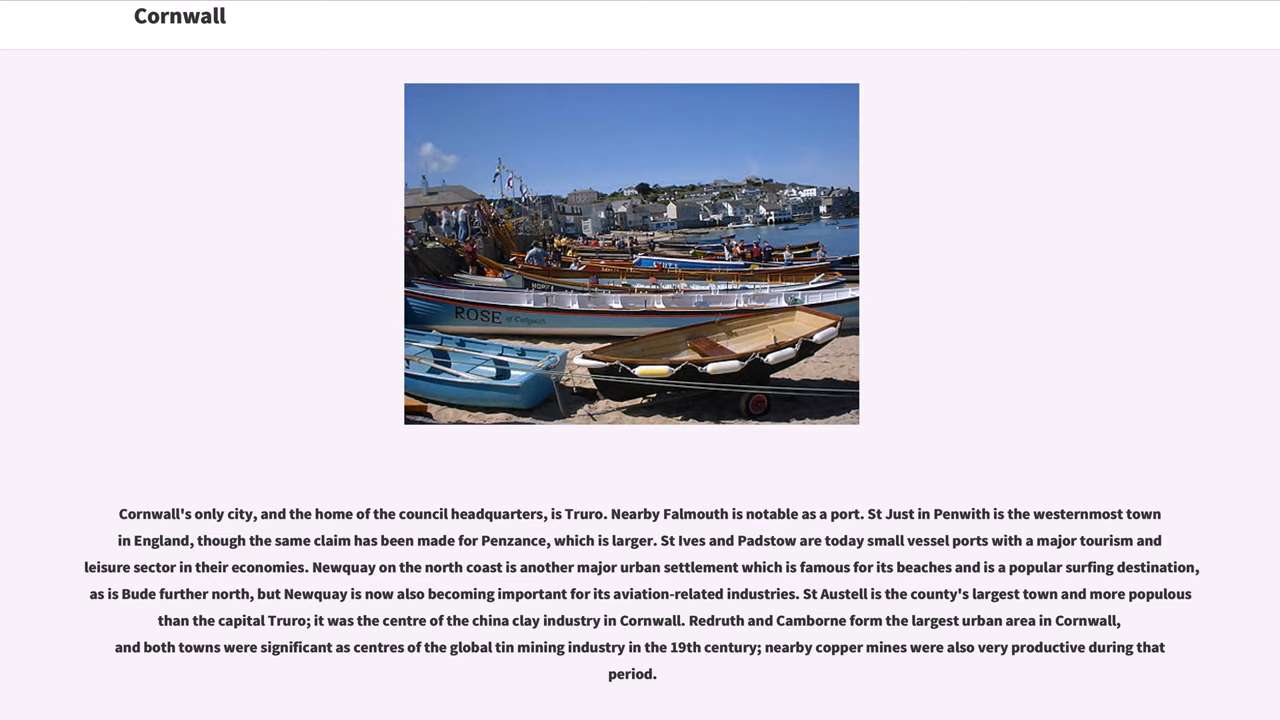 Cornwall
HOPE
ROSE of Cadgwith
Cornwall's only city, and the home of the council headquarters, is Truro. Nearby Falmouth is notable as a port. St Just in Penwith is the westernmost town
in England, though the same claim has been made for Penzance, which is larger. St Ives and Padstow are today small vessel ports with a major tourism and
leisure sector in their economies. Newquay on the north coast is another major urban settlement which is famous for its beaches and is a popular surfing destination,
as is Bude further north, but Newquay is now also becoming important for its aviation-related industries. St Austell is the county's largest town and more populous
than the capital Truro; it was the centre of the china clay industry in Cornwall. Redruth and Camborne form the largest urban area in Cornwall,
and both towns were significant as centres of the global tin mining industry in the 19th century; nearby copper mines were also very productive during that
period.